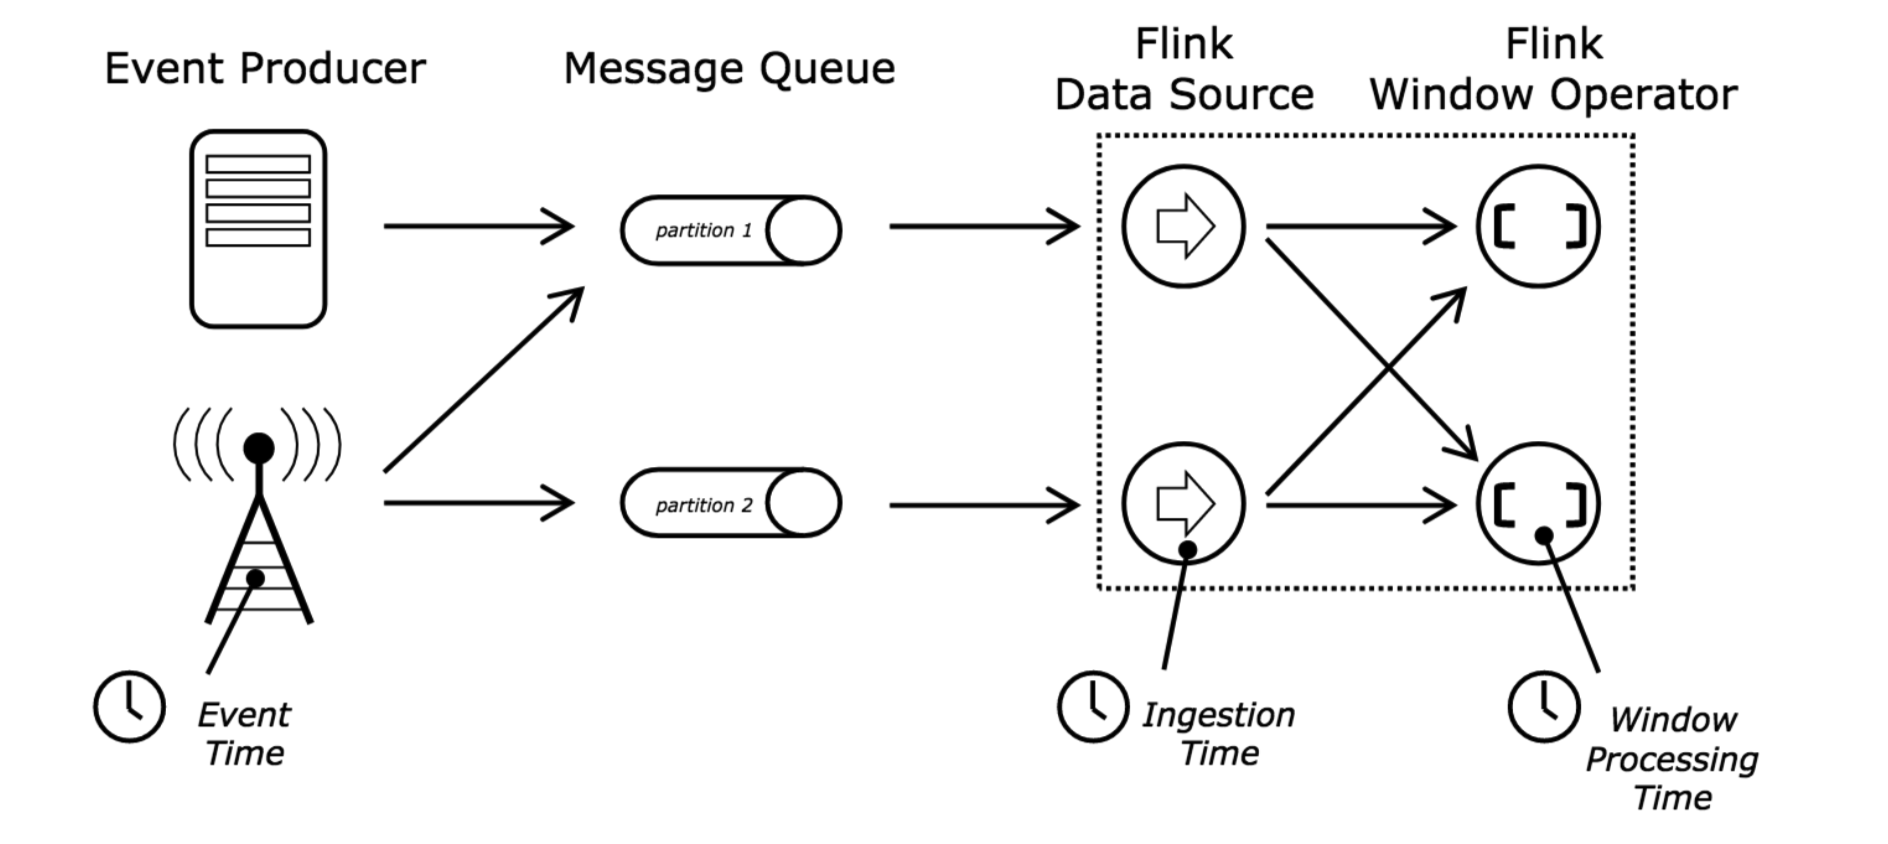 Event Producer
Message Queue
Flink
Data Source
Flink
Window Operator
partition 1
partition 2
Event
Time
Ingestion
Time
Window
Processing
Time